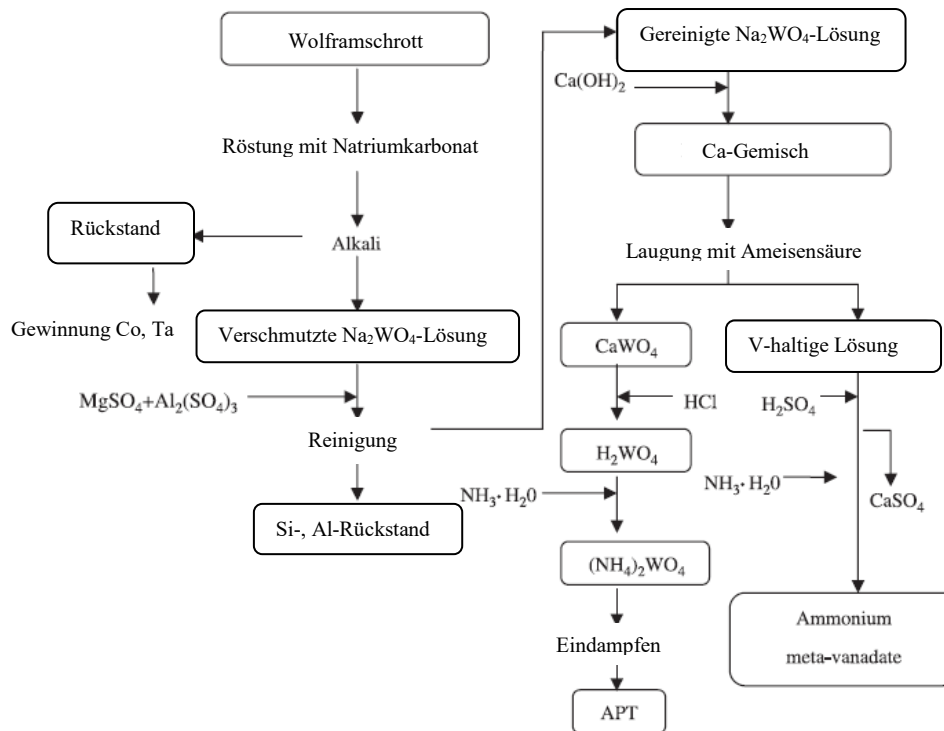 Wolframschrott
Röstung mit Natriumkarbonat
Rückstand
Alkali
Gewinnung Co, Ta
Verschmutzte Na₂WO₄-Lösung
MgSO₄+Al₂(SO₄)₃
Reinigung
Si-, Al-Rückstand
Gereinigte Na₂WO₄-Lösung
Ca(OH)₂
Ca-Gemisch
Laugung mit Ameisensäure
CaWO₄
V-haltige Lösung
HCl
H₂SO₄
H₂WO₄
NH₃·H₂0
NH₃·H₂0
CaSO₄
(NH₄)₂WO₄
Eindampfen
Ammonium
meta-vanadate
APT